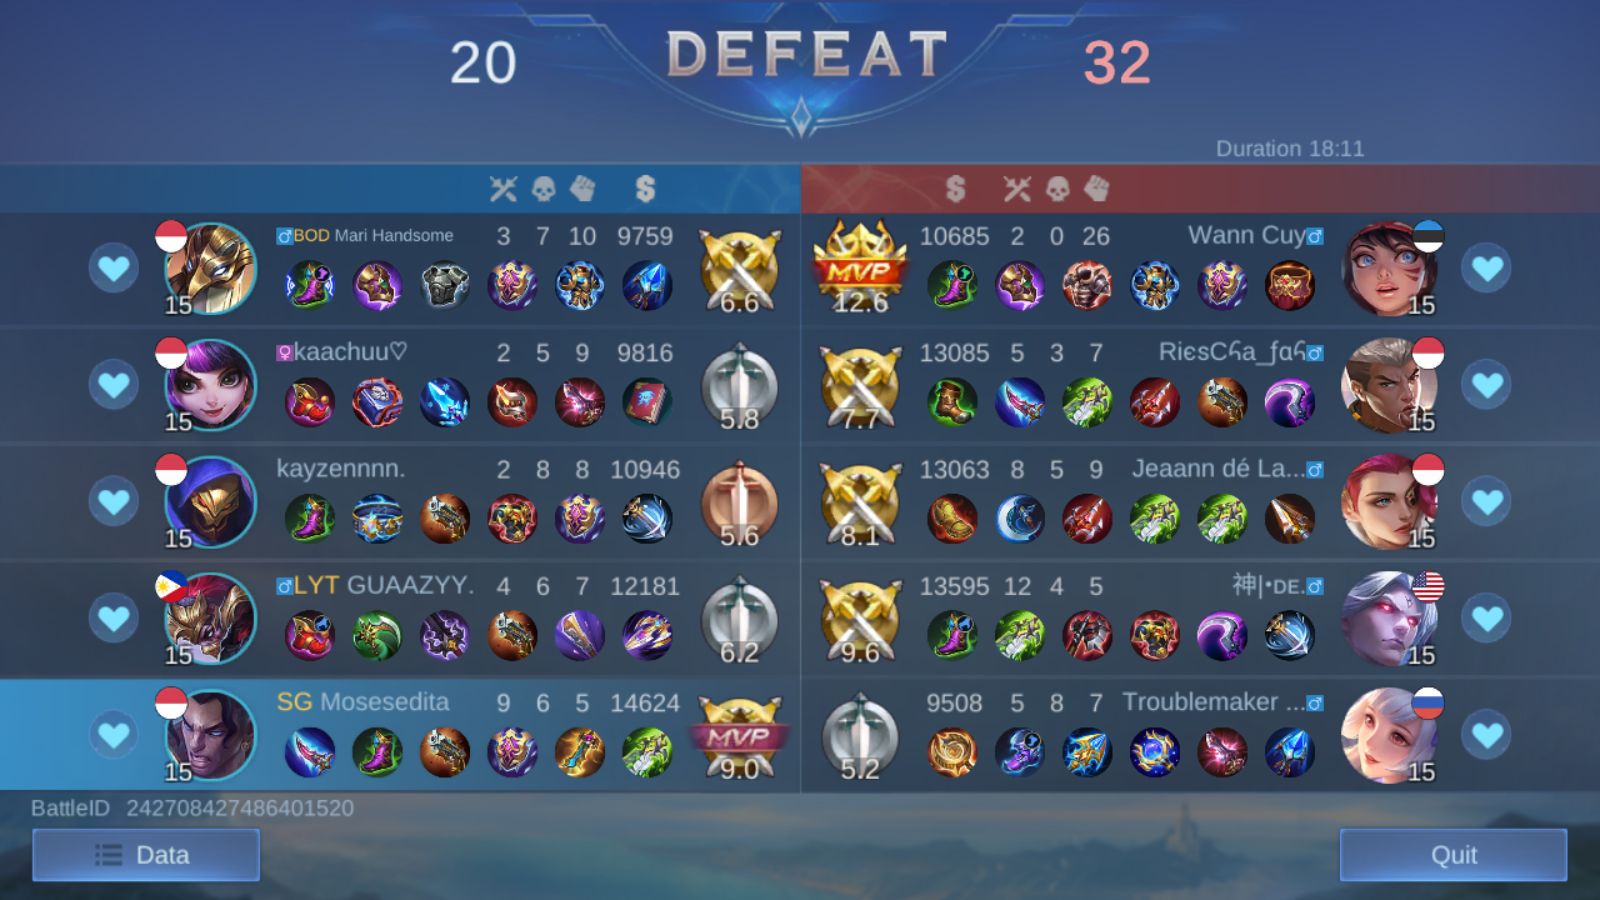 20 DEFEAT 32
Duration 18:11
BOD Mari Handsome 3 7 10 9759 6.6
15
MVP 12.6 10685 2 0 26 Wann Cuy
15
kaachuu♡ 2 5 9 9816 5.8
15
7.7 13085 5 3 7
15
kayzennnn. 2 8 8 10946 5.6
15
8.1 13063 8 5 9 Jeaann dé La...
15
LYT GUAAZYY. 4 6 7 12181 6.2
15
9.6 13595 12 4 5 神|•ᴅᴇ.
15
SG Mosesedita 9 6 5 14624 MVP 9.0
15
5.2 9508 5 8 7 Troublemaker ...
15
BattleID 242708427486401520
Data
Quit